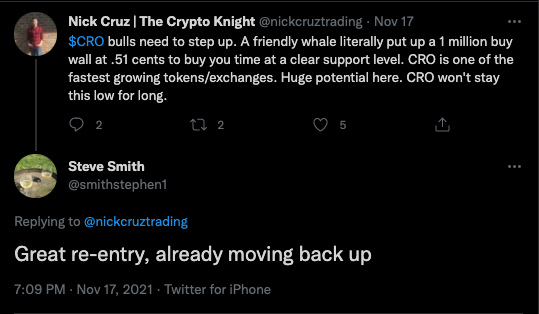 Nick Cruz | The Crypto Knight @nickcruztrading · Nov 17
$CRO bulls need to step up. A friendly whale literally put up a 1 million buy
wall at .51 cents to buy you time at a clear support level. CRO is one of the
fastest growing tokens/exchanges. Huge potential here. CRO won't stay
this low for long.
2 2 5
Steve Smith
@smithstephen1
Replying to @nickcruztrading
Great re-entry, already moving back up
7:09 PM · Nov 17, 2021 · Twitter for iPhone